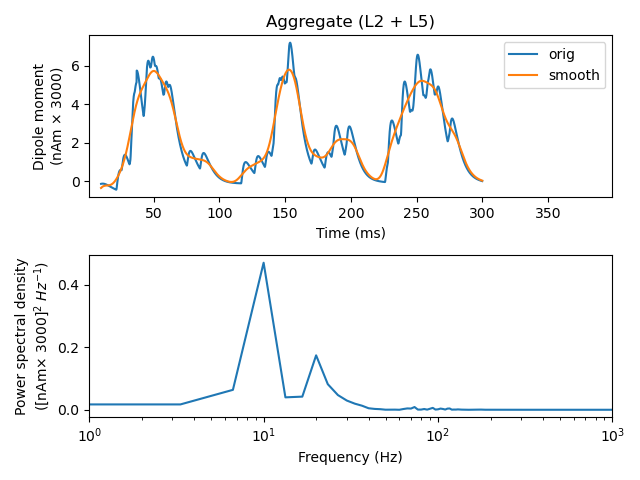 Aggregate (L2 + L5)
Dipole moment
(nAm × 3000)
6
4
2
0
orig
smooth
50
100
150
200
250
300
350
Time (ms)
Power spectral density
([nAm× 3000]² Hz⁻¹)
0.4
0.2
0.0
10⁰
10¹
10²
10³
Frequency (Hz)